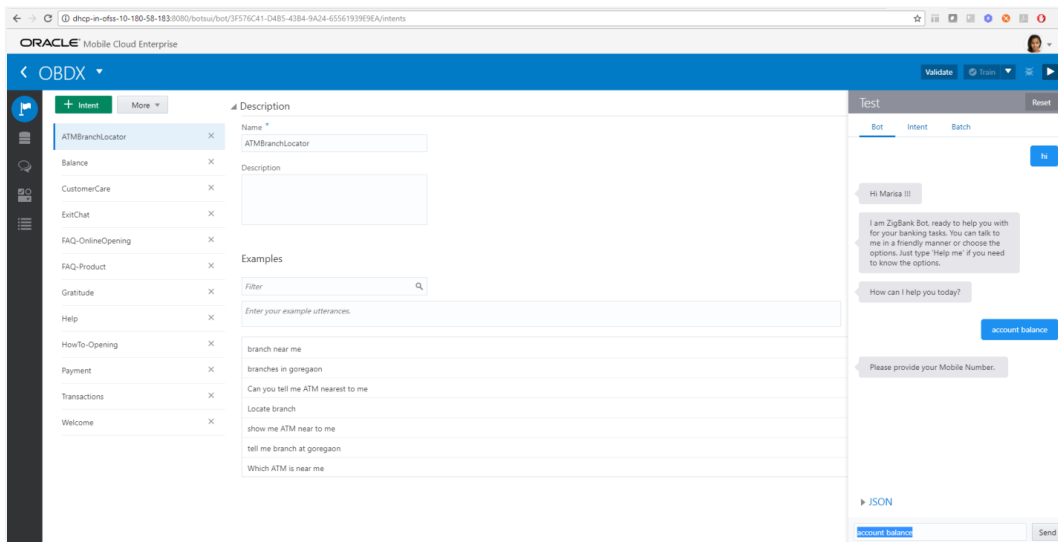 dhcp-in-ofss-10-180-58-183:8080/botsui/bot/3F576C41-D4B5-43B4-9A24-65561939E9EA/intents
ORACLE Mobile Cloud Enterprise
OBDX
Validate
Train
+ Intent
More
ATMBranchLocator
Balance
CustomerCare
ExitChat
FAQ-OnlineOpening
FAQ-Product
Gratitude
Help
HowTo-Opening
Payment
Transactions
Welcome
Description
Name *
ATMBranchLocator
Description
Examples
Filter
Enter your example utterances.
branch near me
branches in goregaon
Can you tell me ATM nearest to me
Locate branch
show me ATM near to me
tell me branch at goregaon
Which ATM is near me
Test
Reset
Bot Intent Batch
hi
Hi Marisa !!!
I am ZigBank Bot, ready to help you with
for your banking tasks. You can talk to
me in a friendly manner or choose the
options. Just type 'Help me' if you need
to know the options.
How can I help you today?
account balance
Please provide your Mobile Number.
JSON
account balance
Send